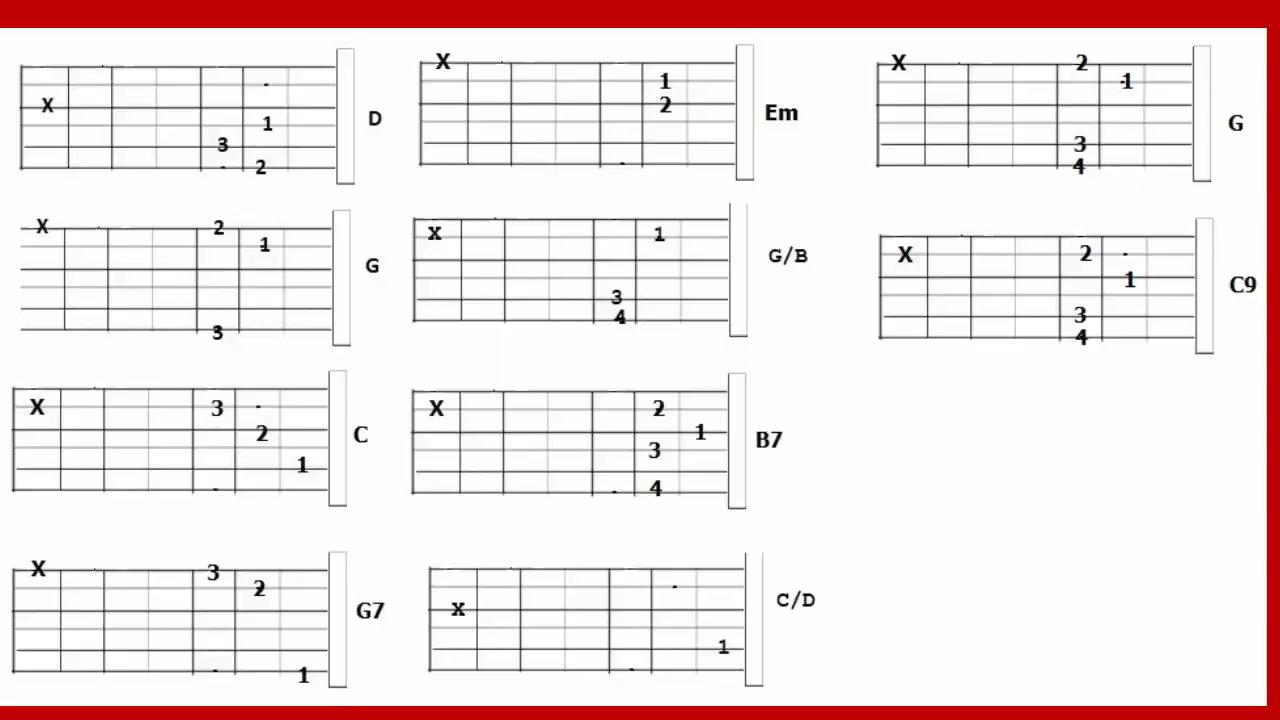 X 1 3 2 D
X 1 2 Em
X 2 1 3 4 G
X 2 1 3 G
X 1 3 4 G/B
X 2 1 3 4 C9
X 3 2 1 C
X 2 1 3 4 B7
X 3 2 1 G7
x 1 C/D